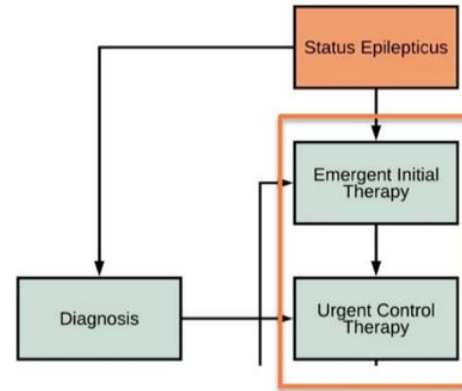 Status Epilepticus
Emergent Initial
Therapy
Diagnosis
Urgent Control
Therapy